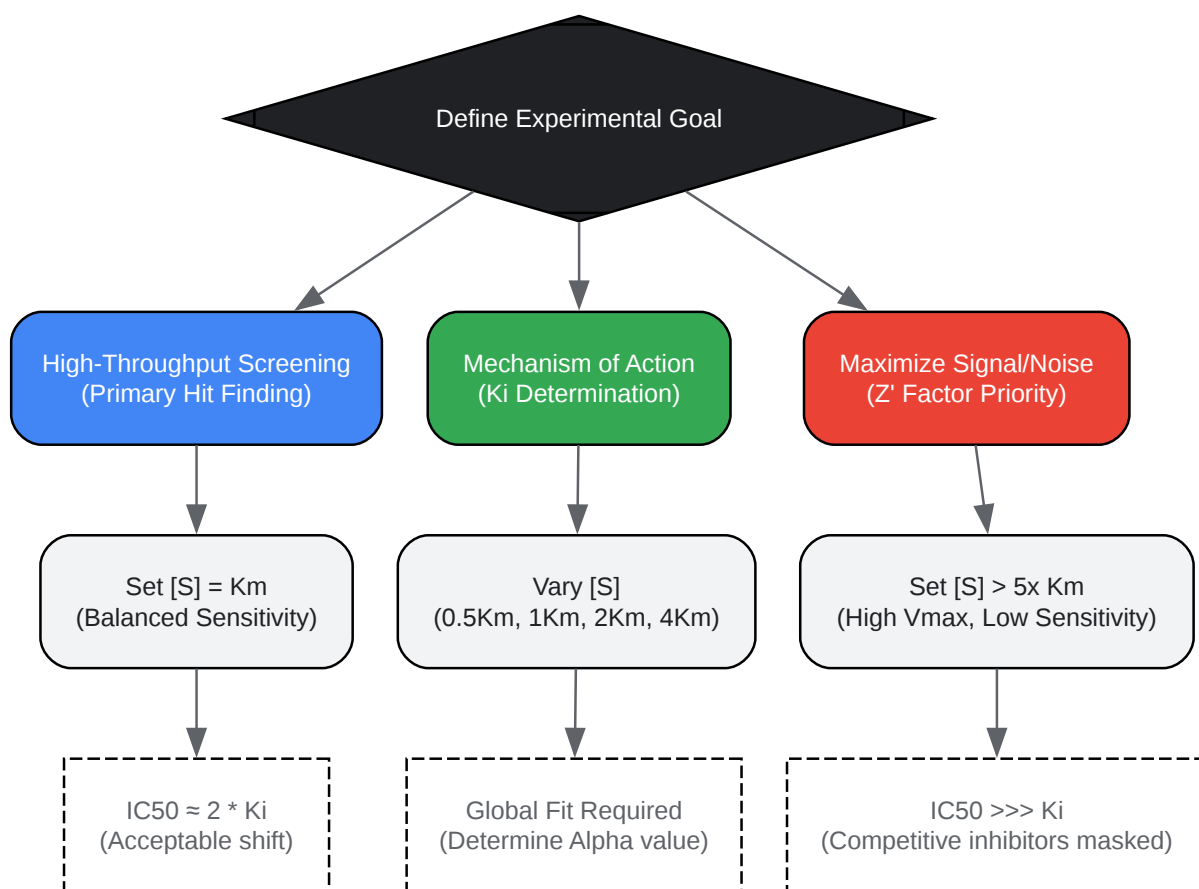 Define Experimental Goal
High-Throughput Screening
(Primary Hit Finding)
Mechanism of Action
(Ki Determination)
Maximize Signal/Noise
(Z' Factor Priority)
Set [S] = Km
(Balanced Sensitivity)
Vary [S]
(0.5Km, 1Km, 2Km, 4Km)
Set [S] > 5x Km
(High Vmax, Low Sensitivity)
IC50 ≈ 2 * Ki
(Acceptable shift)
Global Fit Required
(Determine Alpha value)
IC50 >>> Ki
(Competitive inhibitors masked)